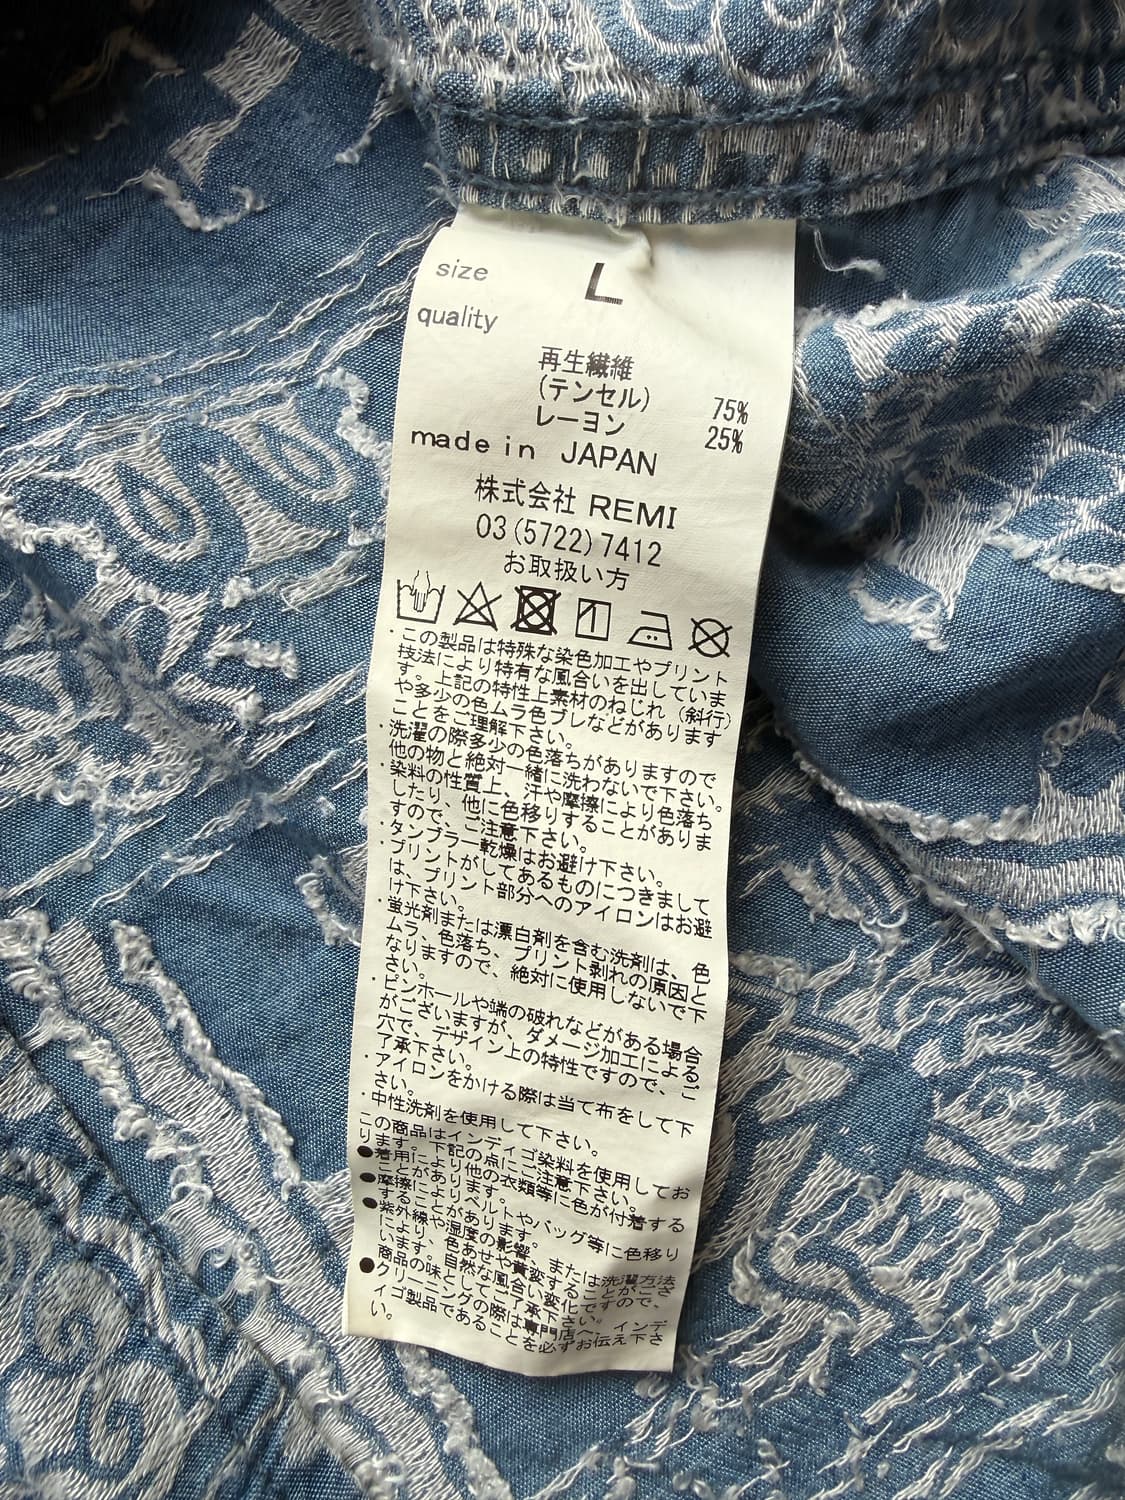 size L
quality
再生繊維
(テンセル) 75%
レーヨン 25%
made in JAPAN
株式会社 REMI
03(5722)7412
お取扱い方
・この製品は特殊な染色加工やプリント
技法により特有な風合いを出していま
す。上記の特性上素材のねじれ(斜行)
や多少の色ムラ色ブレなどがあります
ことをご理解下さい。
・洗濯の際多少の色落ちがありますので
他の物と絶対一緒に洗わないで下さい。
・染料の性質上、汗や摩擦により色落ち
したり、他に色移りすることがありま
すので、ご注意下さい。
・タンブラー乾燥はお避け下さい。
・プリントがしてあるものにつきまして
は、プリント部分へのアイロンはお避
け下さい。
・蛍光剤または漂白剤を含む洗剤は、色
ムラ、色落ち、プリント剥れの原因と
なりますので、絶対に使用しないで下
さい。
・ピンホールや端の破れなどがある場合
がございますが、ダメージ加工による
穴で、デザイン上の特性ですので、ご
了承下さい。
・アイロンをかける際は当て布をして下
さい。
・中性洗剤を使用して下さい。
この商品はインディゴ染料を使用してお
ります。下記の点にご注意下さい。
●着用により他の衣類等に色が付着する
ことがあります。
●摩擦によりベルトやバッグ等に色移り
することがあります。
●紫外線や湿度の影響、または洗濯方法
により、色あせや黄変することがござ
います。自然な風合い変化ですので、
商品の味としてご了承下さい。
●クリーニングの際は専門店へ、インデ
ィゴ製品であることを必ずお伝え下さ
い。